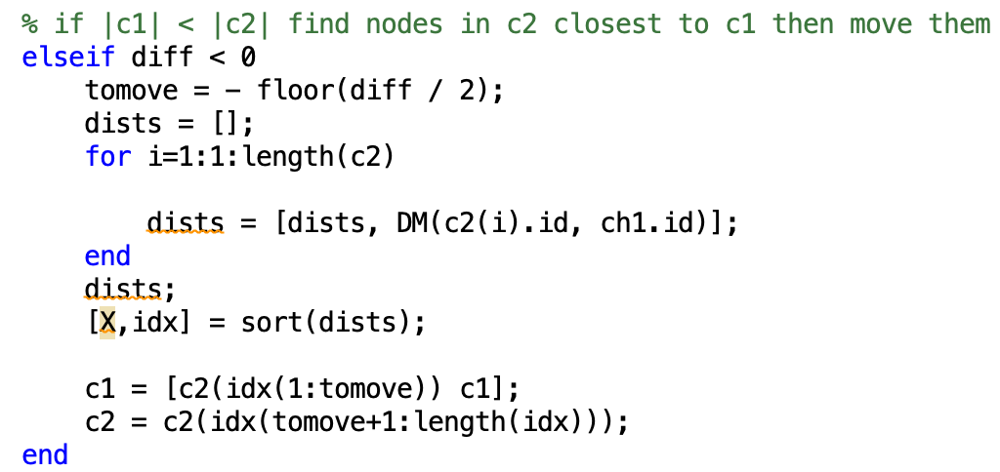 % if |c1| < |c2| find nodes in c2 closest to c1 then move them
elseif diff < 0
tomove = - floor(diff / 2);
dists = [];
for i=1:1:length(c2)
dists = [dists, DM(c2(i).id, ch1.id)];
end
dists;
[X,idx] = sort(dists);
c1 = [c2(idx(1:tomove)) c1];
c2 = c2(idx(tomove+1:length(idx)));
end